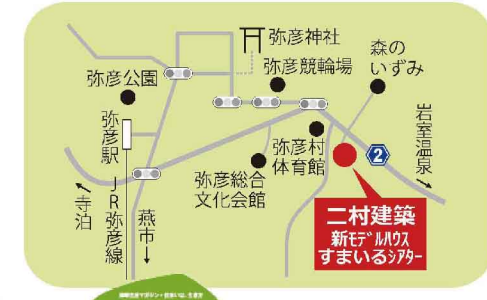 弥彦神社
森の
いずみ
弥彦競輪場
弥彦公園
弥彦駅
岩室温泉
弥彦村
体育館
2
弥彦総合
文化会館
寺泊
JR弥彦線
燕市
二村建築
新ﾓﾃﾞﾙﾊｳｽ
すまいるｼｱﾀｰ